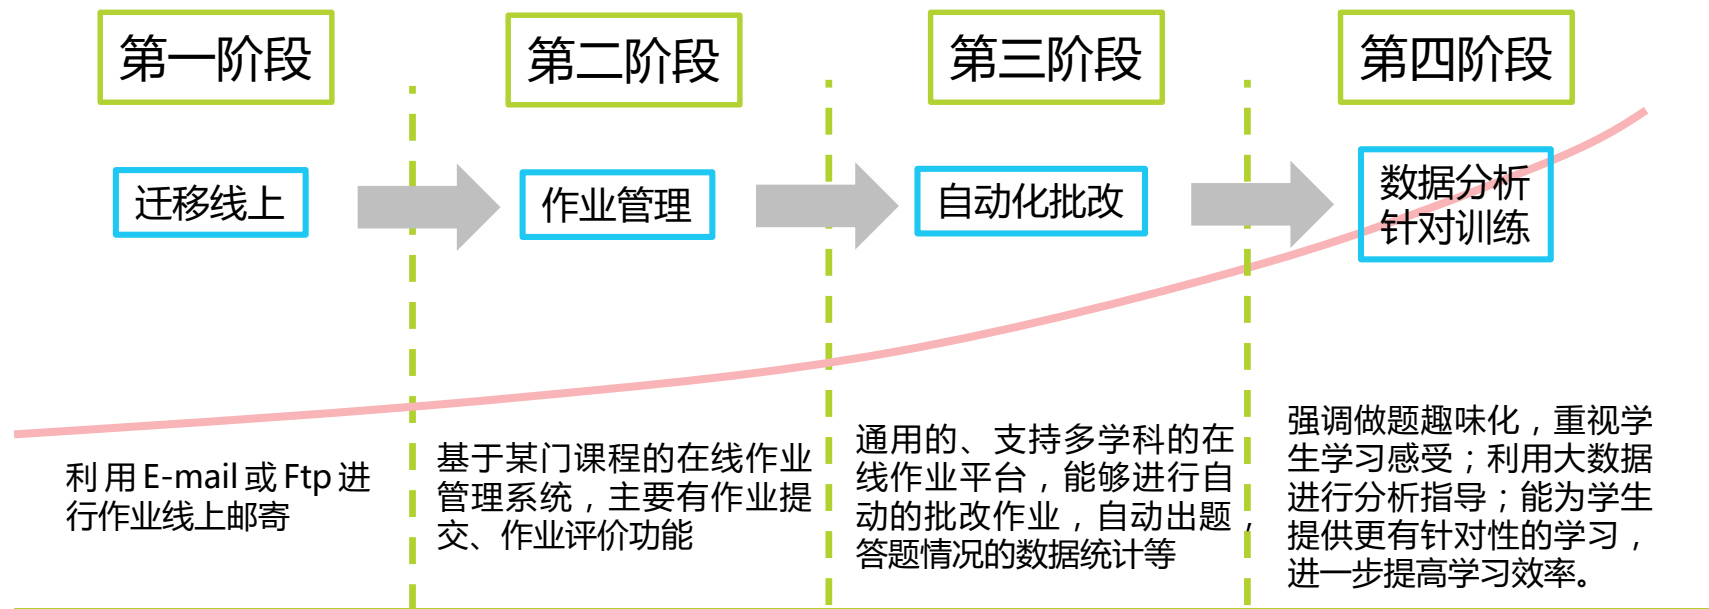 第一阶段
第二阶段
第三阶段
第四阶段
迁移线上
作业管理
自动化批改
数据分析
针对训练
利用E-mail或Ftp进
行作业线上邮寄
基于某门课程的在线作业
管理系统，主要有作业提
交、作业评价功能
通用的、支持多学科的在
线作业平台，能够进行自
动的批改作业，自动出题，
答题情况的数据统计等
强调做题趣味化，重视学
生学习感受；利用大数据
进行分析指导；能为学生
提供更有针对性的学习，
进一步提高学习效率。